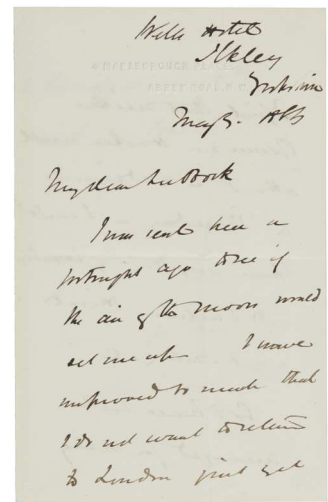 Wells Hotel
Ilkley
Yorkshire
May 3. 188
My dear Lubbock
I was sent here a
fortnight ago to see if
the air of the moors would
set me up I have
improved so much that
I do not want to return
to London just yet